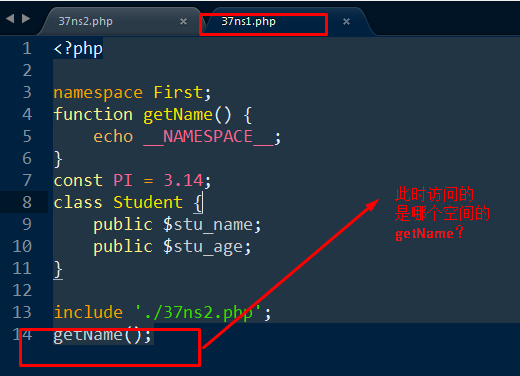 37ns2.php × 37ns1.php ×
1 <?php
2
3 namespace First;
4 function getName() {
5     echo __NAMESPACE__;
6 }
7 const PI = 3.14;
8 class Student {
9     public $stu_name;
10     public $stu_age;
11 }
12
13 include './37ns2.php';
14 getName();
此时访问的
是哪个空间的
getName？